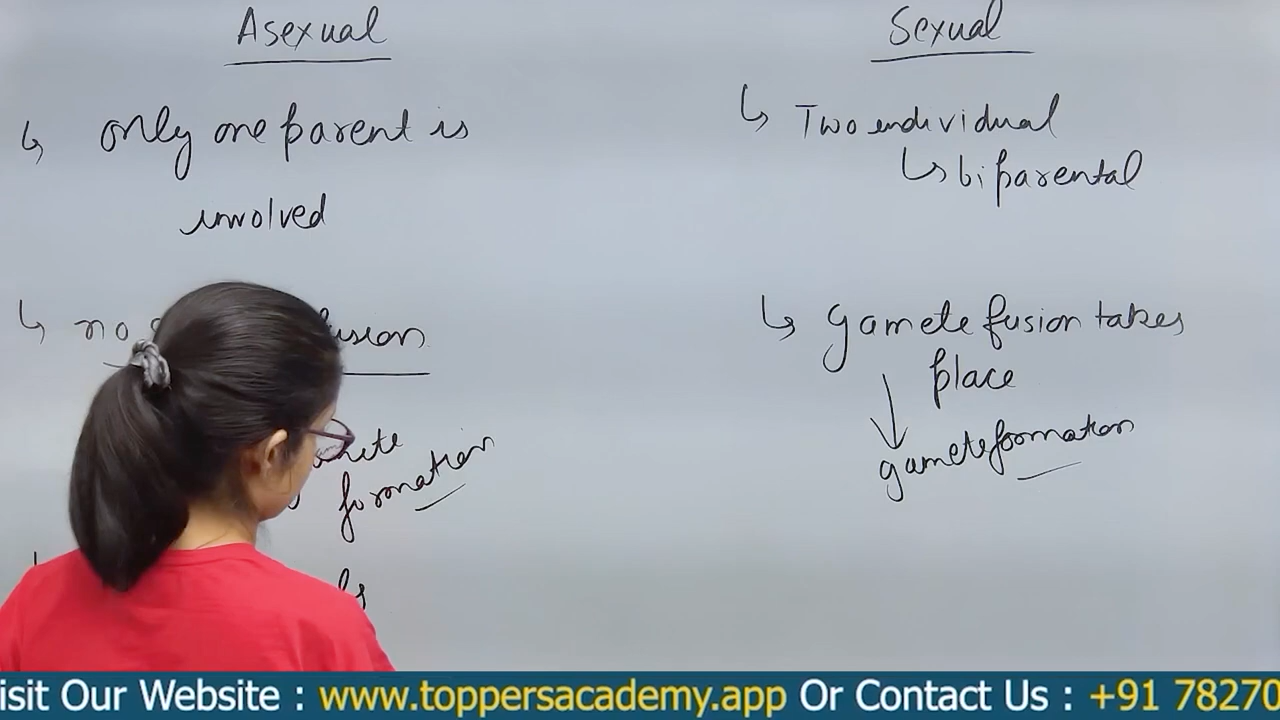 Asexual
only one parent is
involved
no
formation
Sexual
Two individual
biparental
Gamete fusion takes
place
gamete formation
isit Our Website : www.toppersacademy.app Or Contact Us : +91 78270